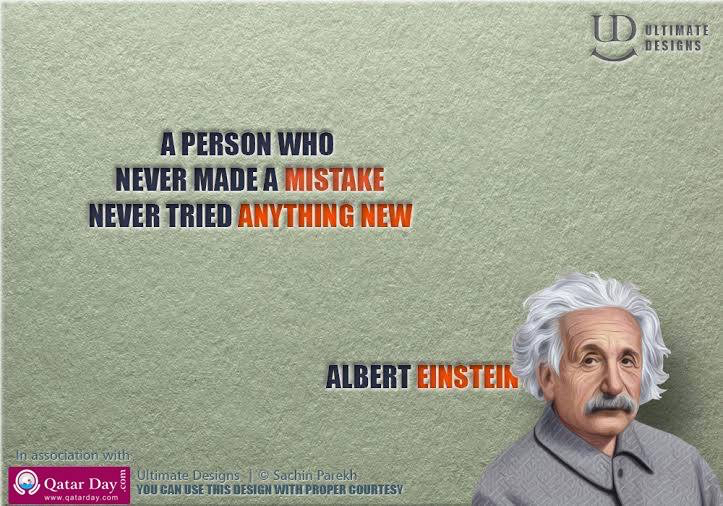 UD ULTIMATE
DESIGNS
A PERSON WHO
NEVER MADE A MISTAKE
NEVER TRIED ANYTHING NEW
ALBERT EINSTEIN
In association with
Qatar Day.com
www.qatarday.com
Ultimate Designs | © Sachin Parekh
YOU CAN USE THIS DESIGN WITH PROPER COURTESY